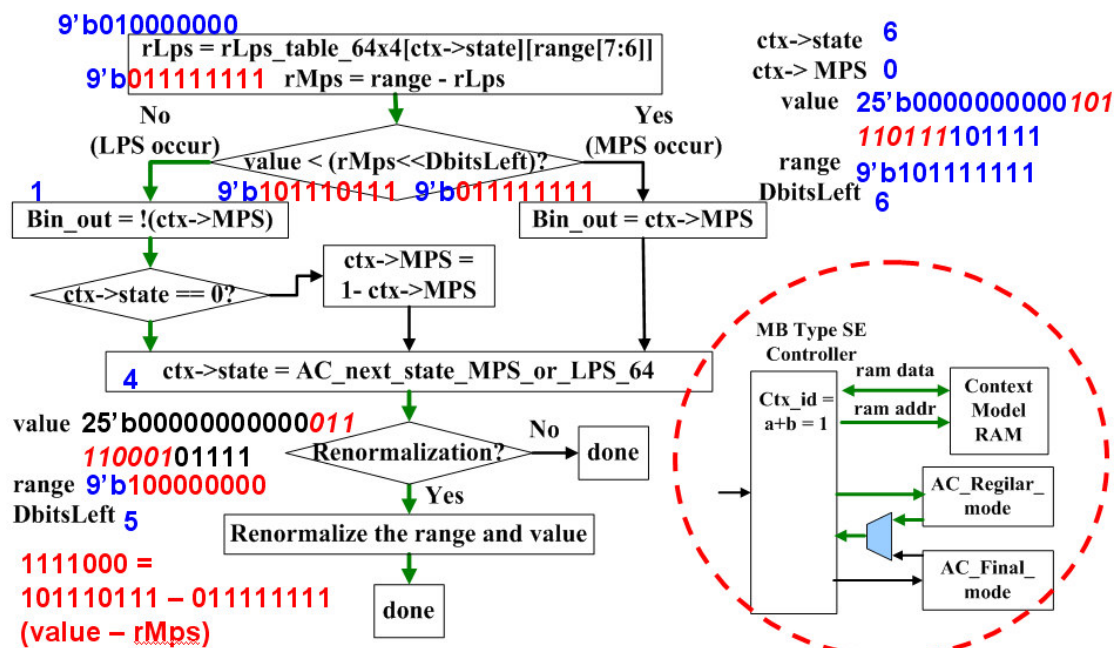 9'b010000000
rLps = rLps_table_64x4[ctx->state][range[7:6]]
9'b011111111 rMps = range - rLps
No
(LPS occur)
Yes
(MPS occur)
value < (rMps<<DbitsLeft)?
9'b101110111 9'b011111111
1
Bin_out = !(ctx->MPS)
Bin_out = ctx->MPS
ctx->state == 0?
ctx->MPS =
1- ctx->MPS
4 ctx->state = AC_next_state_MPS_or_LPS_64
value 25'b00000000000011
11000101111
range 9'b100000000
DbitsLeft 5
Renormalization?
No
done
Yes
Renormalize the range and value
done
1111000 =
101110111 – 011111111
(value – rMps)
ctx->state 6
ctx-> MPS 0
value 25'b0000000000101
110111101111
range 9'b101111111
DbitsLeft 6
MB Type SE
Controller
Ctx_id =
a+b = 1
ram data
ram addr
Context
Model
RAM
AC_Regilar_
mode
AC_Final_
mode